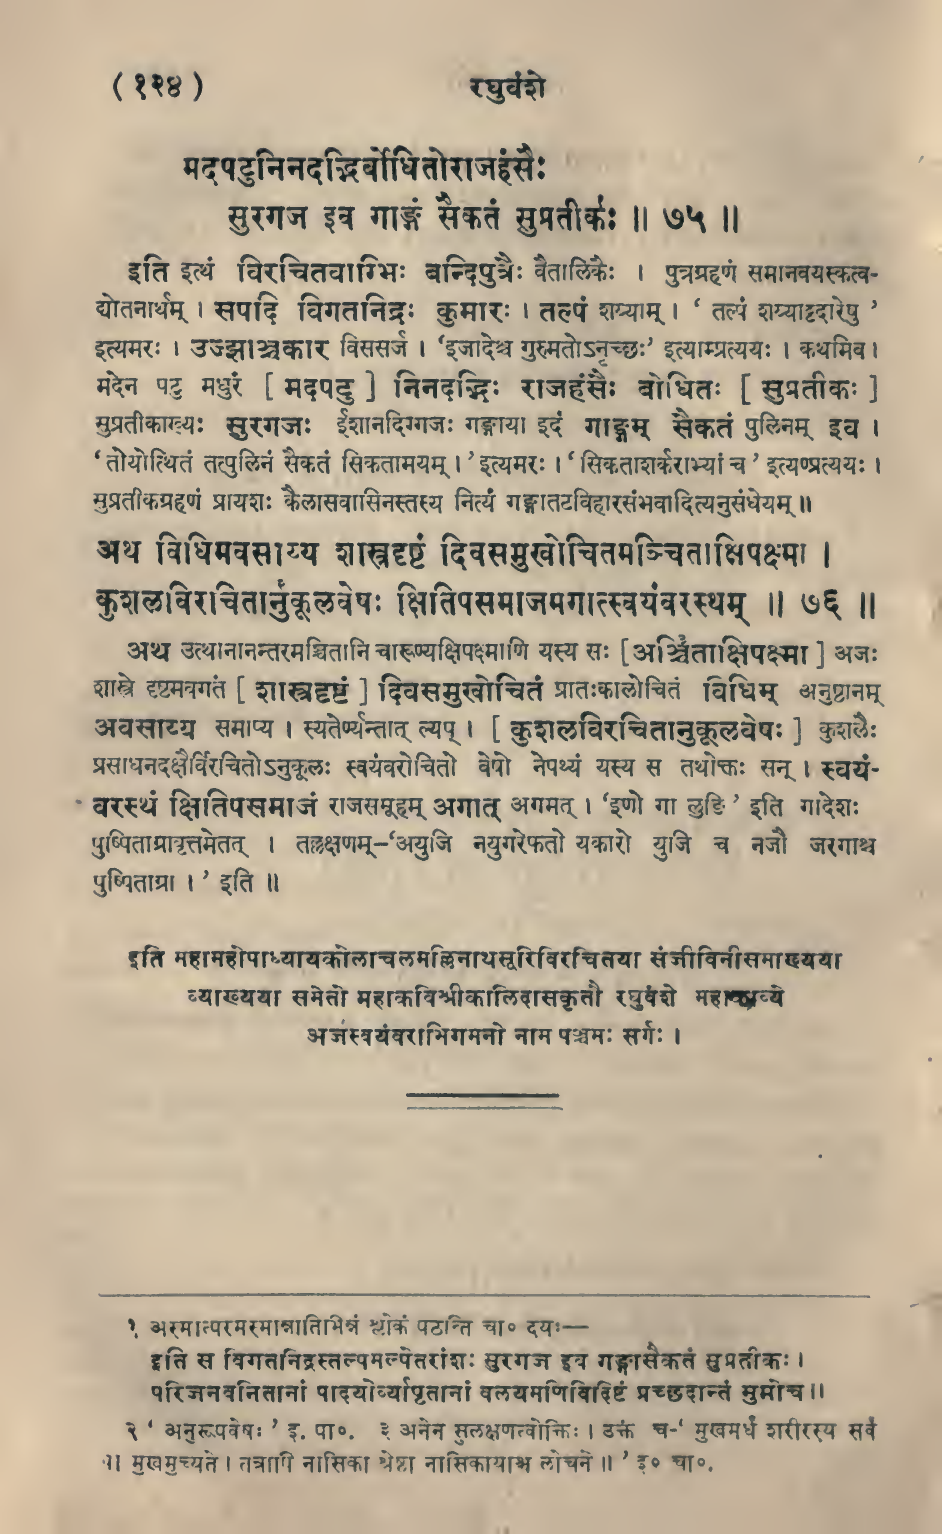 ( १२४ ) रघुवंशे
मदपटुनिनदद्भिर्बोधितोराजहंसैः
सुरगज इव गाङ्गं सैकतं सुप्रतीर्कः ॥ ७५ ॥
इति इत्थं विरचितवाग्भिः बन्दिपुत्रैः वैतालिकैः । पुत्रग्रहणं समानवयस्कत्व-
द्योतनार्थम् । सपदि विगतनिद्रः कुमारः । तल्पं शय्याम् । ‘ तल्पं शय्याट्टदारेषु ’
इत्यमरः । उज्झाञ्चकार विससर्ज । ‘इजादेश्च गुरुमतोऽनृच्छः’ इत्याम्प्रत्ययः । कथमिव ।
मदेन पटु मधुरं [ मदपटु ] निनदद्भिः राजहंसैः बोधितः [ सुप्रतीकः ]
सुप्रतीकाख्यः सुरगजः ईशानदिग्गजः गङ्गाया इदं गाङ्गम् सैकतं पुलिनम् इव ।
‘तोयोत्थितं तत्पुलिनं सैकतं सिकतामयम् ।’ इत्यमरः । ‘सिकताशर्कराभ्यां च’ इत्यण्प्रत्ययः ।
सुप्रतीकग्रहणं प्रायशः कैलासवासिनस्तस्य नित्यं गङ्गातटविहारसंभवादित्यनुसंधेयम् ॥
अथ विधिमवसाय्य शास्त्रदृष्टं दिवसमुखोचितमञ्चिताक्षिपक्ष्मा ।
कुशलविरचितार्नुकूलवेषः क्षितिपसमाजमगात्स्वयंवरस्थम् ॥ ७६ ॥
अथ उत्थानानन्तरमञ्चितानि चारूण्यक्षिपक्ष्माणि यस्य सः [अर्ञ्चिताक्षिपक्ष्मा ] अजः
शास्त्रे दृष्टमवगतं [ शास्त्रदृष्टं ] दिवसमुखोचितं प्रातःकालोचितं विधिम् अनुष्ठानम्
अवसाय्य समाप्य । स्यतेर्ण्यन्तात् ल्यप् । [ कुशलविरचितानुकूलवेषः ] कुशलैः
प्रसाधनदक्षैर्विरचितोऽनुकूलः स्वयंवरोचितो वेषो नेपथ्यं यस्य स तथोक्तः सन् । स्वयं-
वरस्थं क्षितिपसमाजं राजसमूहम् अगात् अगमत् । ‘इणो गा लुङि’ इति गादेशः
पुष्पिताग्रावृत्तमेतत् । तल्लक्षणम्–‘अयुजि नयुगरेफतो यकारो युजि च नजौ जरगाश्च
पुष्पिताग्रा ।’ इति ॥
इति महामहोपाध्यायकोलाचलमल्लिनाथसूरिविरचितया संजीविनीसमाख्यया
व्याख्यया समेतो महाकविश्रीकालिदासकृतौ रघुवंशे महाकाव्ये
अजस्वयंवराभिगमनो नाम पञ्चमः सर्गः ।
१ अस्मात्परमस्मान्नातिभिन्नं श्लोकं पठन्ति चा० दयः—
इति स विगतनिद्रस्तल्पमल्पेतरांशः सुरगज इव गङ्गासैकतं सुप्रतीकः ।
परिजनवनितानां पादयोर्व्यापृतानां वलयमणिविदिष्टं प्रच्छदान्तं मुमोच ॥
२ ‘ अनुरूपवेषः ’ इ. पा०. ३ अनेन सुलक्षणत्वोक्तिः । उक्तं च-‘ मुखमर्धं शरीरस्य सर्वं
वा मुखमुच्यते । तत्रापि नासिका श्रेष्ठा नासिकायाश्च लोचने ॥ ’ इ० चा०.